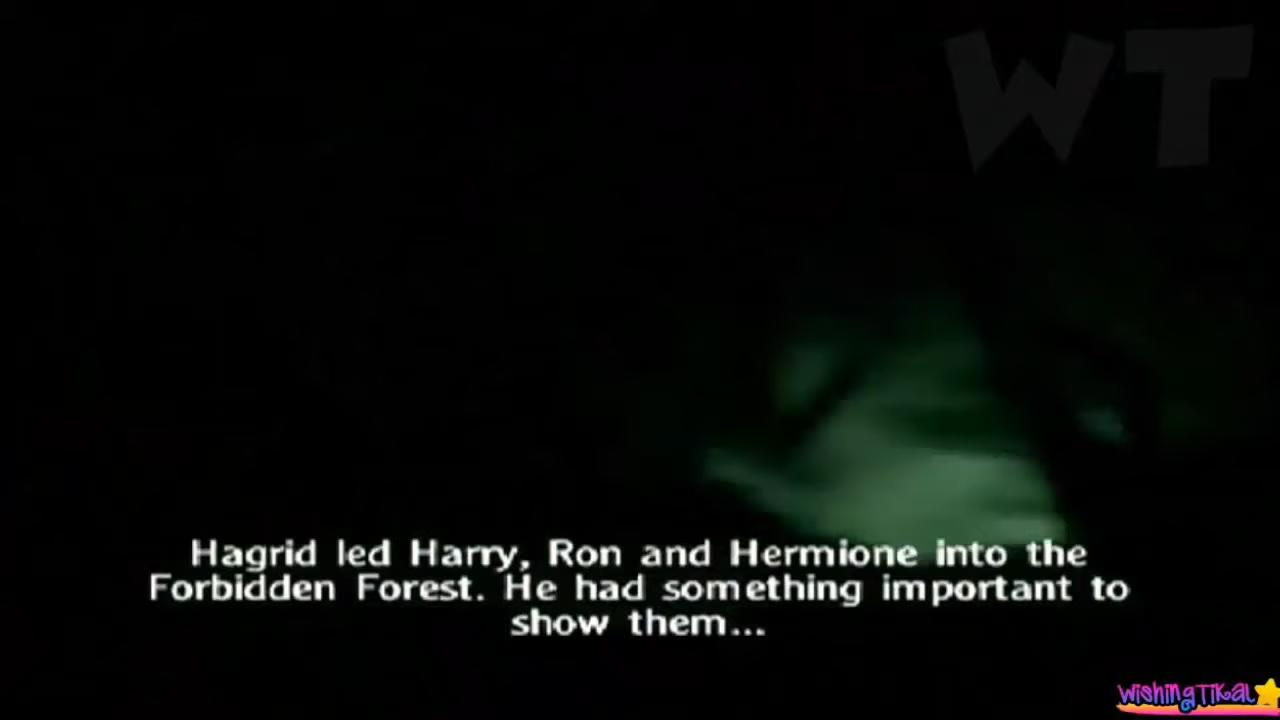 WT
Hagrid led Harry, Ron and Hermione into the
Forbidden Forest. He had something important to
show them...
WishingTikal